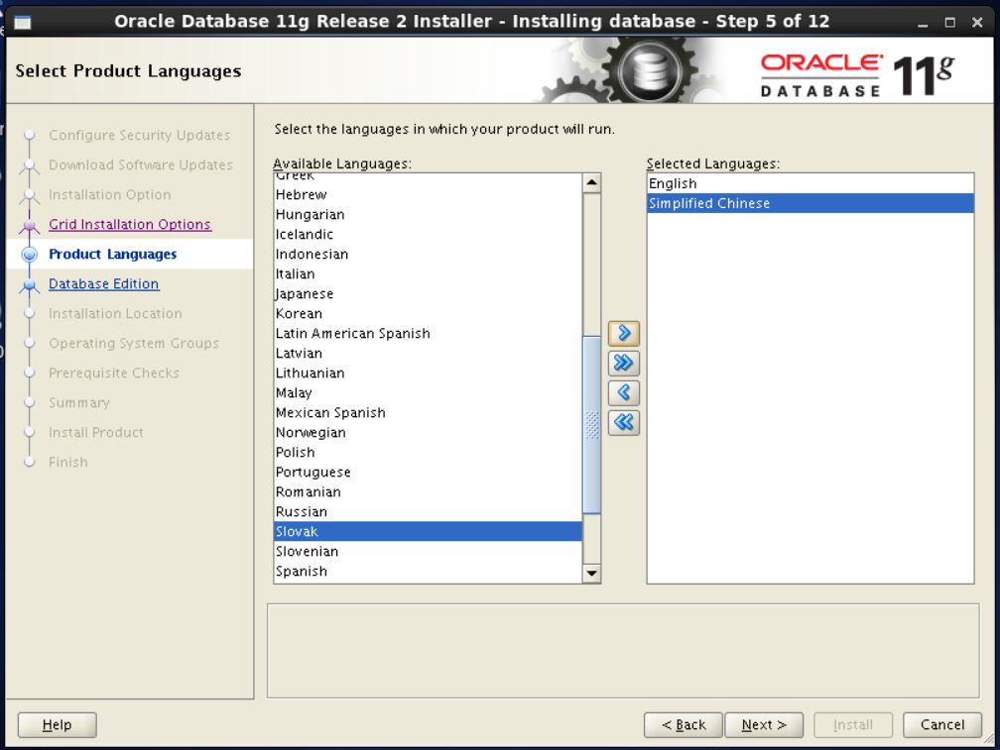 Oracle Database 11g Release 2 Installer - Installing database - Step 5 of 12
Select Product Languages
ORACLE 11g
DATABASE
Configure Security Updates
Download Software Updates
Installation Option
Grid Installation Options
Product Languages
Database Edition
Installation Location
Operating System Groups
Prerequisite Checks
Summary
Install Product
Finish
Select the languages in which your product will run.
Available Languages:
Greek
Hebrew
Hungarian
Icelandic
Indonesian
Italian
Japanese
Korean
Latin American Spanish
Latvian
Lithuanian
Malay
Mexican Spanish
Norwegian
Polish
Portuguese
Romanian
Russian
Slovak
Slovenian
Spanish
Selected Languages:
English
Simplified Chinese
Help
< Back
Next >
Install
Cancel